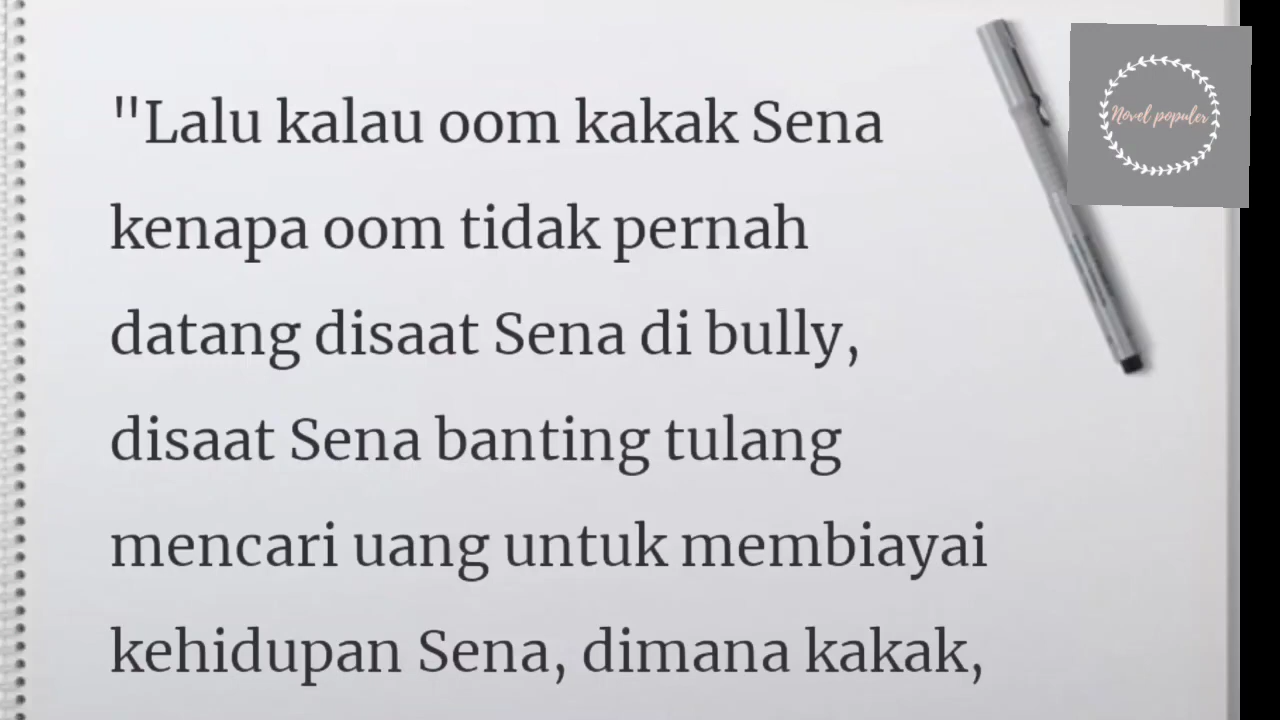 "Lalu kalau oom kakak Sena
kenapa oom tidak pernah
datang disaat Sena di bully,
disaat Sena banting tulang
mencari uang untuk membiayai
kehidupan Sena, dimana kakak,
Novel populer